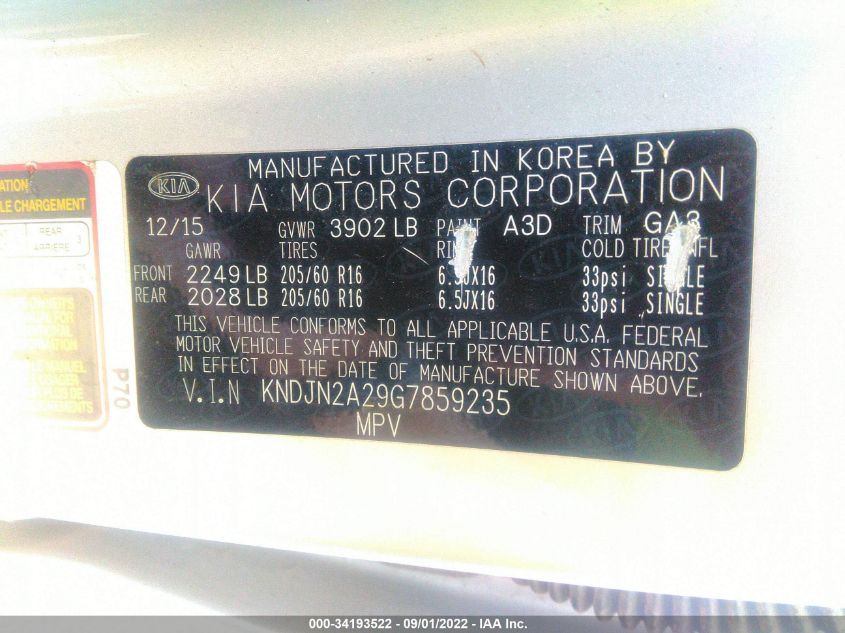 MANUFACTURED IN KOREA BY
KIA KIA MOTORS CORPORATION
12/15 GVWR 3902 LB PAINT A3D TRIM GA3
GAWR TIRES COLD TIRE INFL
FRONT 2249 LB 205/60 R16 6.5JX16 33psi SINGLE
REAR 2028 LB 205/60 R16 6.5JX16 33psi SINGLE
THIS VEHICLE CONFORMS TO ALL APPLICABLE U.S.A. FEDERAL
MOTOR VEHICLE SAFETY AND THEFT PREVENTION STANDARDS
IN EFFECT ON THE DATE OF MANUFACTURE SHOWN ABOVE.
V.I.N KNDJN2A29G7859235
MPV
CHARGEMENT
REAR
ARRIERE 3
P70
000-34193522 - 09/01/2022 - IAA Inc.